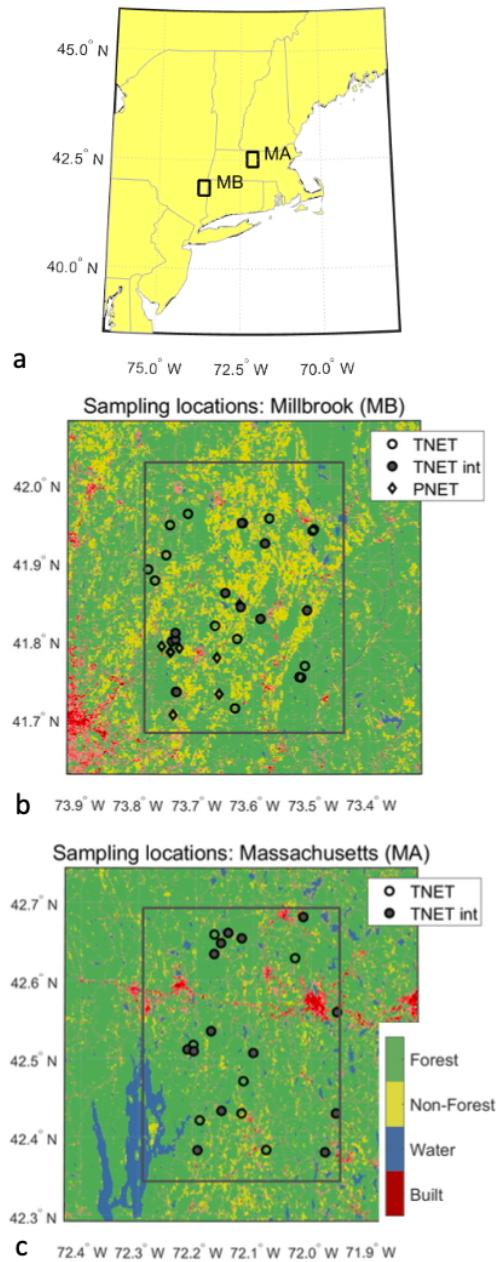 45.0° N
42.5° N
MA
MB
40.0° N
75.0° W 72.5° W 70.0° W
a
Sampling locations: Millbrook (MB)
TNET
TNET int
PNET
42.0° N
41.9° N
41.8° N
41.7° N
b
73.9° W 73.8° W 73.7° W 73.6° W 73.5° W 73.4° W
Sampling locations: Massachusetts (MA)
TNET
TNET int
42.7° N
42.6° N
42.5° N
42.4° N
42.3° N
Forest
Non-Forest
Water
Built
c
72.4° W 72.3° W 72.2° W 72.1° W 72.0° W 71.9° W